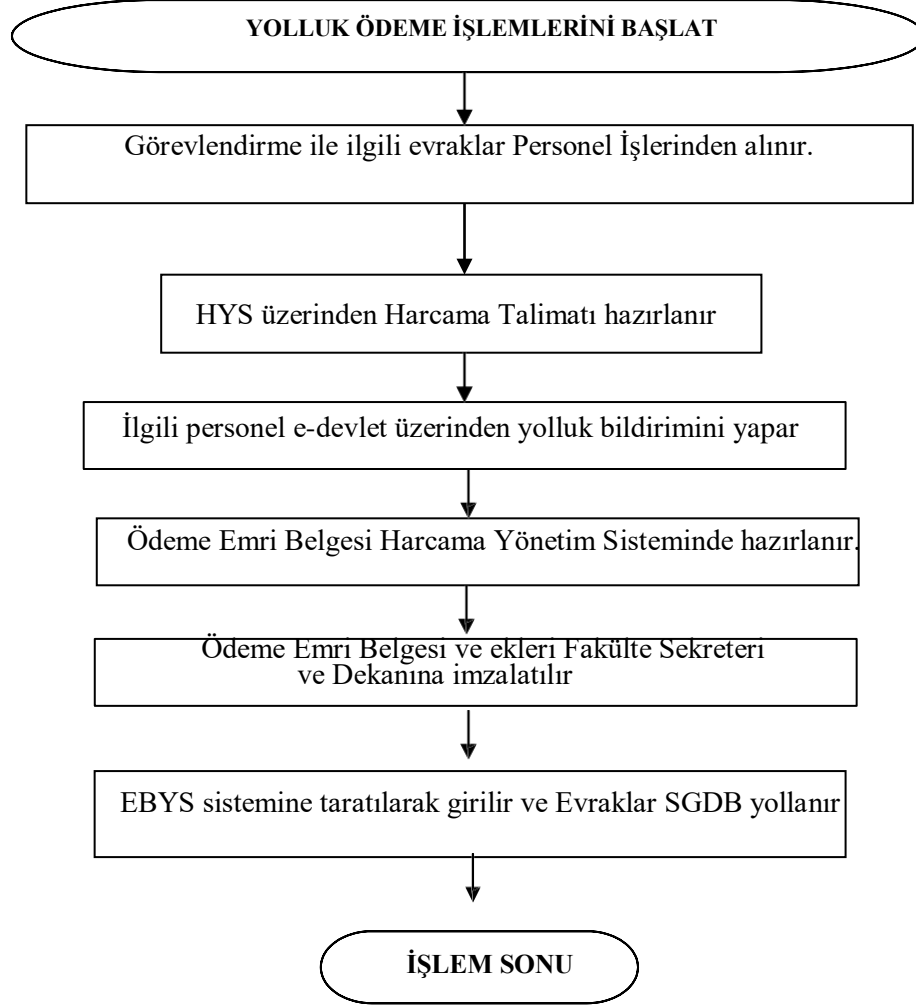 YOLLUK ÖDEME İŞLEMLERİNİ BAŞLAT
Görevlendirme ile ilgili evraklar Personel İşlerinden alınır.
HYS üzerinden Harcama Talimatı hazırlanır
İlgili personel e-devlet üzerinden yolluk bildirimini yapar
Ödeme Emri Belgesi Harcama Yönetim Sisteminde hazırlanır.
Ödeme Emri Belgesi ve ekleri Fakülte Sekreteri
ve Dekanına imzalatılır
EBYS sistemine taratılarak girilir ve Evraklar SGDB yollanır
İŞLEM SONU